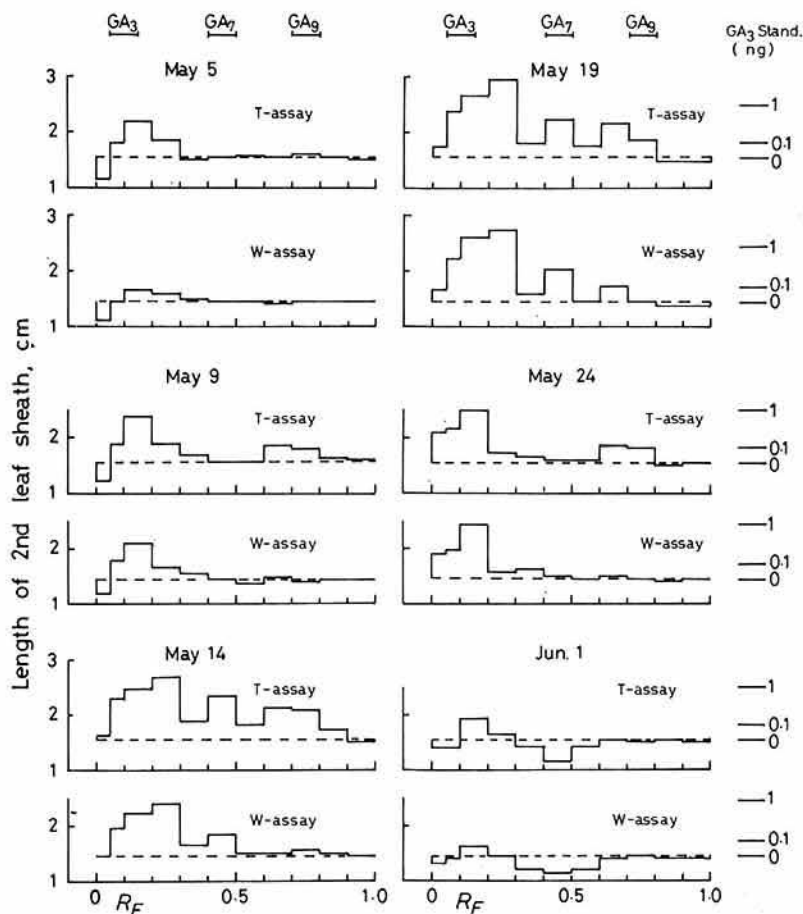 GA3 GA7 GA9 GA3 GA7 GA9 GA3 Stand.
( ng )
May 5 May 19
3
T-assay T-assay
1
2
0.1
0
1
3
W-assay W-assay
1
2
0.1
0
1
Length of 2nd leaf sheath, cm
May 9 May 24
T-assay T-assay
1
2
0.1
0
1
W-assay W-assay
1
2
0.1
0
1
May 14 Jun. 1
3
T-assay T-assay
1
2
0.1
0
1
W-assay W-assay
1
2
0.1
0
1
0 RF 0.5 1.0 0 RF 0.5 1.0